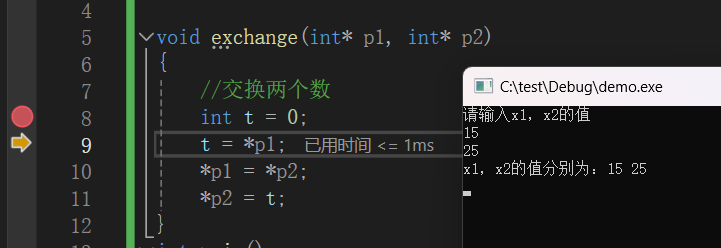 4
5 void exchange(int* p1, int* p2)
6 {
7 //交换两个数
8 int t = 0;
9 t = *p1; 已用时间 <= 1ms
10 *p1 = *p2;
11 *p2 = t;
12 }
C:\test\Debug\demo.exe
请输入x1, x2的值
15
25
x1, x2的值分别为: 15 25